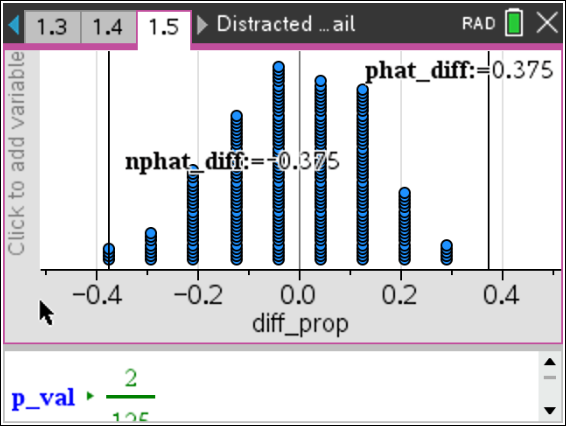 1.3 1.4 1.5 Distracted ...ail RAD
Click to add variable
phat_diff:=0.375
nphat_diff:=-0.375
-0.4 -0.2 0.0 0.2 0.4
diff_prop
p_val ▸ 2
125